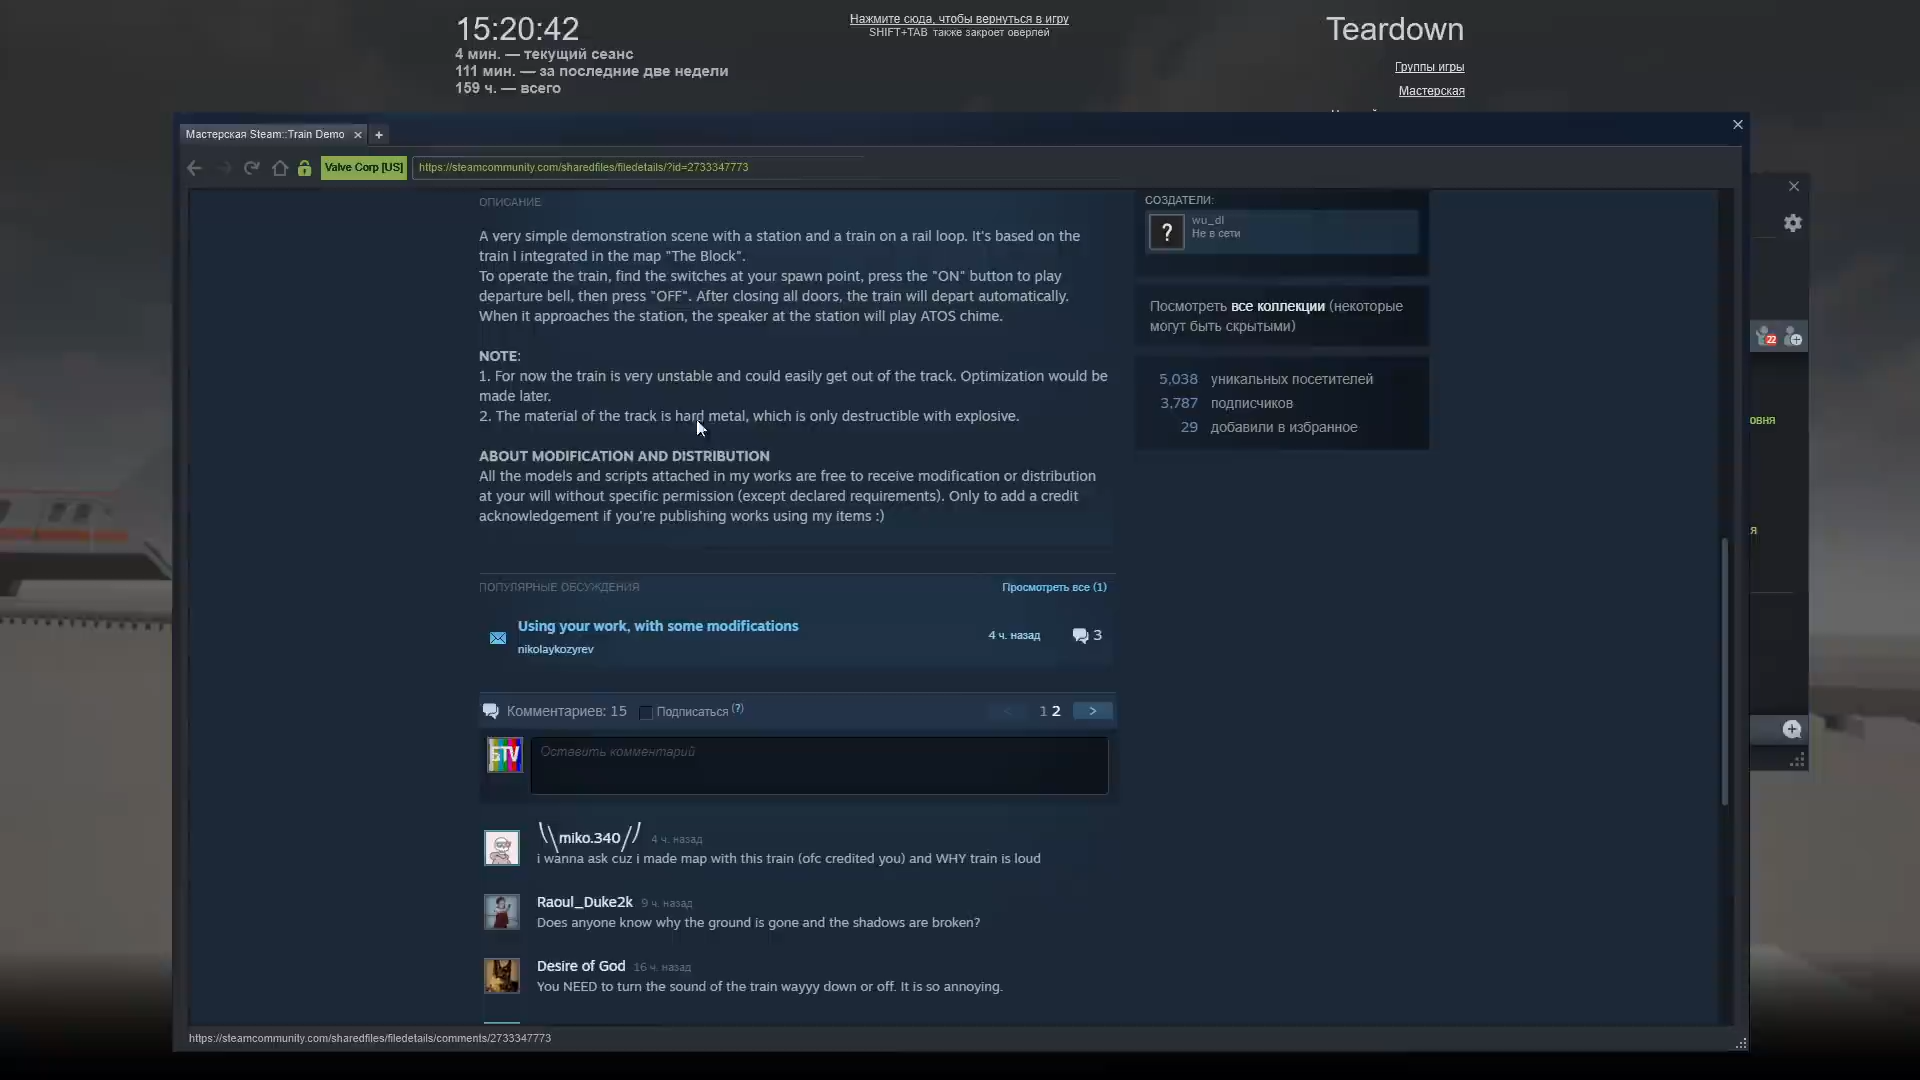 15:20:42
4 мин. — текущий сеанс
111 мин. — за последние две недели
159 ч. — всего
Нажмите сюда, чтобы вернуться в игру
SHIFT+TAB также закроет оверлей
Teardown
Группы игры
Мастерская
Мастерская Steam::Train Demo
Valve Corp [US]
https://steamcommunity.com/sharedfiles/filedetails/?id=2733347773
ОПИСАНИЕ
A very simple demonstration scene with a station and a train on a rail loop. It's based on the
train I integrated in the map "The Block".
To operate the train, find the switches at your spawn point, press the "ON" button to play
departure bell, then press "OFF". After closing all doors, the train will depart automatically.
When it approaches the station, the speaker at the station will play ATOS chime.
NOTE:
1. For now the train is very unstable and could easily get out of the track. Optimization would be
made later.
2. The material of the track is hard metal, which is only destructible with explosive.
ABOUT MODIFICATION AND DISTRIBUTION
All the models and scripts attached in my works are free to receive modification or distribution
at your will without specific permission (except declared requirements). Only to add a credit
acknowledgement if you're publishing works using my items :)
СОЗДАТЕЛИ:
?
wu_dl
Не в сети
Посмотреть все коллекции (некоторые
могут быть скрытыми)
5,038 уникальных посетителей
3,787 подписчиков
29 добавили в избранное
22
овня
я
ПОПУЛЯРНЫЕ ОБСУЖДЕНИЯ
Просмотреть все (1)
Using your work, with some modifications
nikolaykozyrev
4 ч. назад
3
Комментариев: 15
Подписаться (?)
< 1 2 >
БTV
Оставить комментарий
\\miko.340// 4 ч. назад
i wanna ask cuz i made map with this train (ofc credited you) and WHY train is loud
Raoul_Duke2k 9 ч. назад
Does anyone know why the ground is gone and the shadows are broken?
Desire of God 16 ч. назад
You NEED to turn the sound of the train wayyy down or off. It is so annoying.
https://steamcommunity.com/sharedfiles/filedetails/comments/2733347773